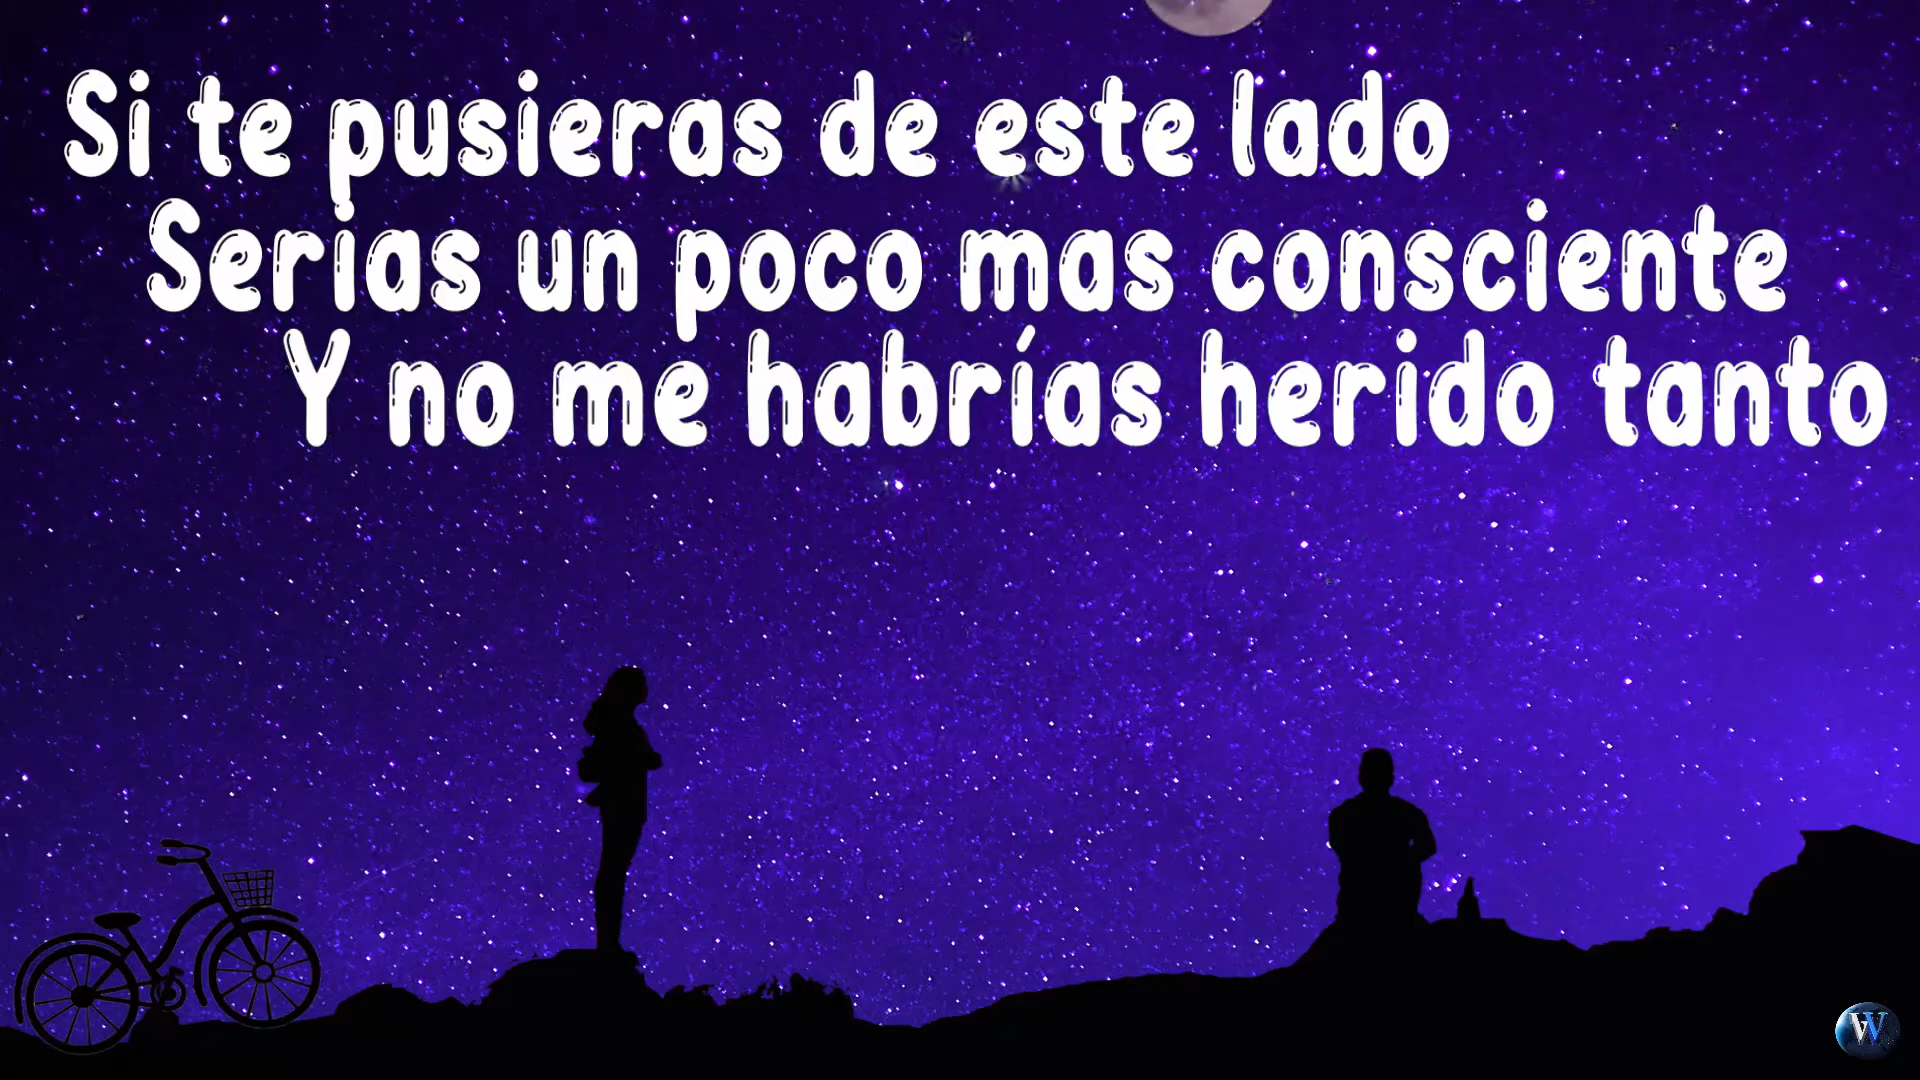 Si te pusieras de este lado
Serias un poco mas consciente
Y no me habrías herido tanto
W